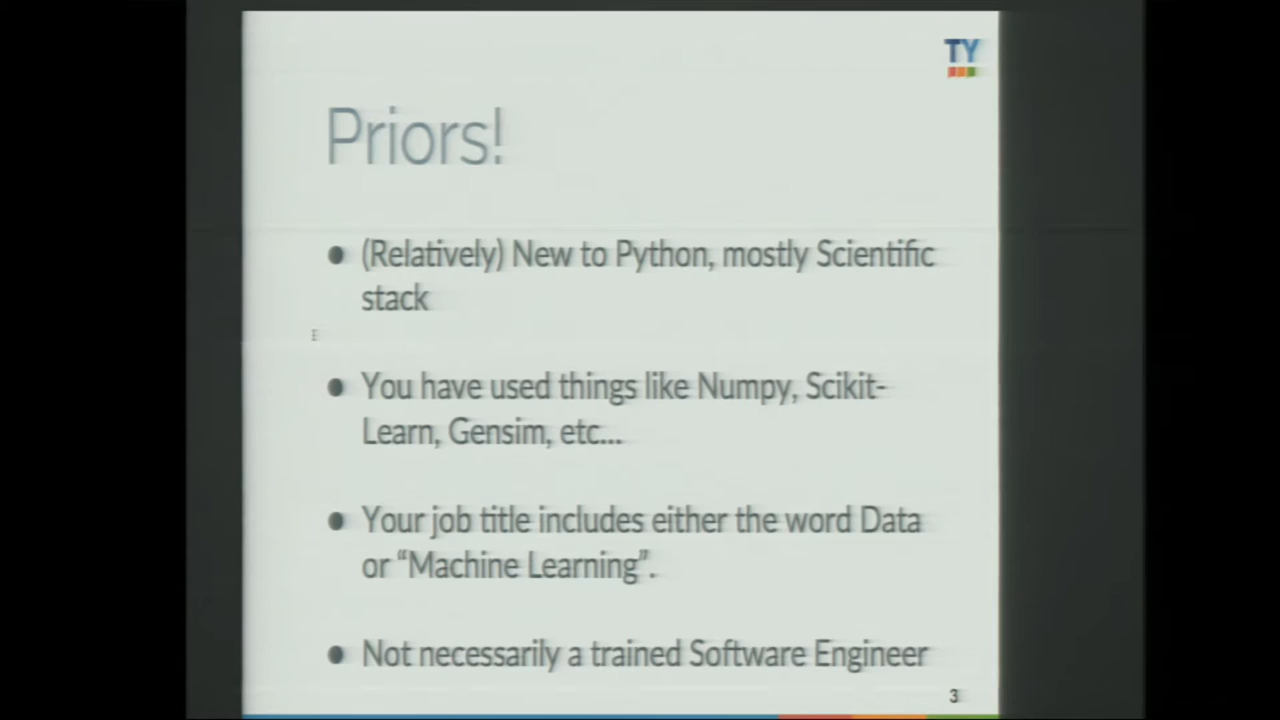 TY
Priors!
● (Relatively) New to Python, mostly Scientific
stack
● You have used things like Numpy, Scikit-
Learn, Gensim, etc...
● Your job title includes either the word Data
or “Machine Learning”.
● Not necessarily a trained Software Engineer
3